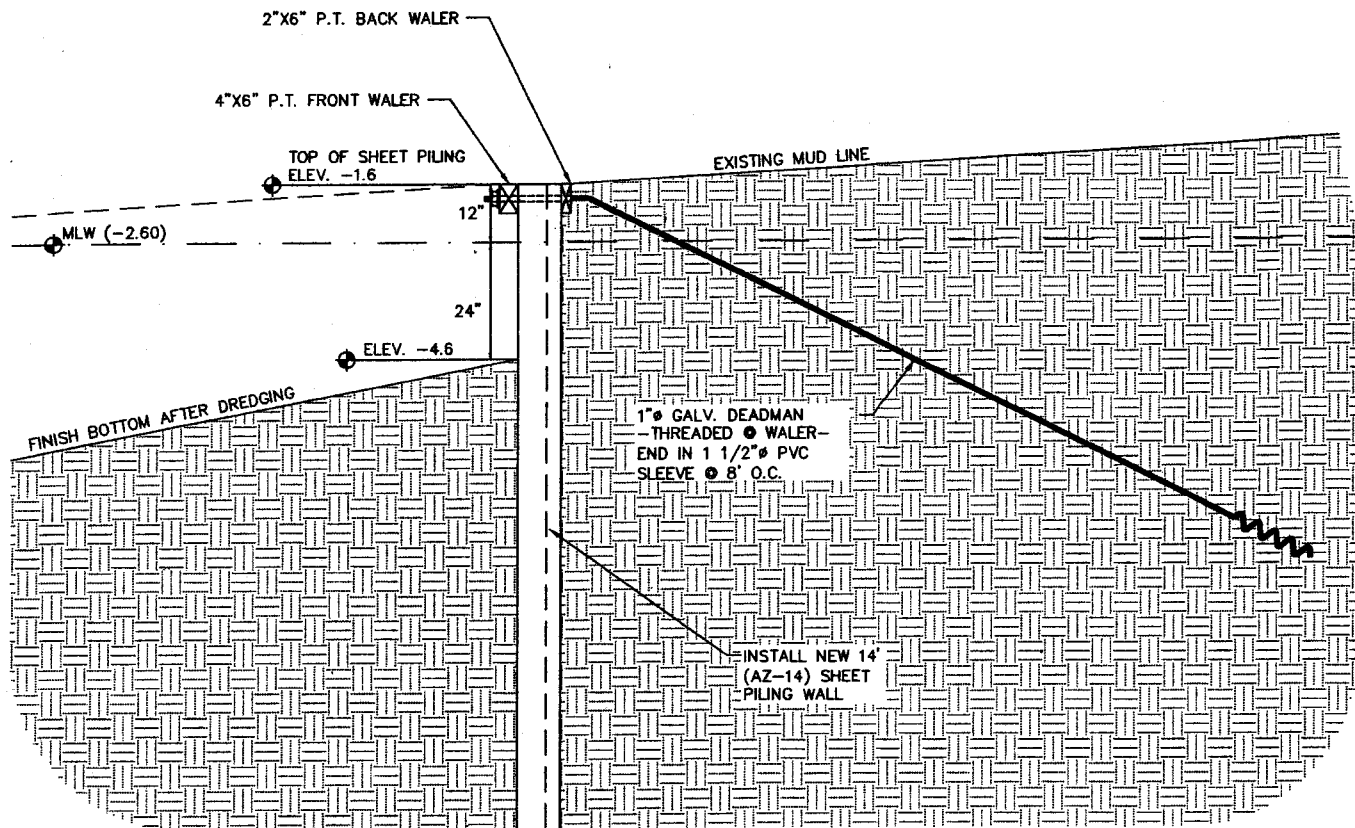 2"X6" P.T. BACK WALER
4"X6" P.T. FRONT WALER
TOP OF SHEET PILING
ELEV. -1.6
EXISTING MUD LINE
12"
MLW (-2.60)
24"
ELEV. -4.6
FINISH BOTTOM AFTER DREDGING
1"ø GALV. DEADMAN
-THREADED @ WALER-
END IN 1 1/2"ø PVC
SLEEVE @ 8' O.C.
INSTALL NEW 14'
(AZ-14) SHEET
PILING WALL